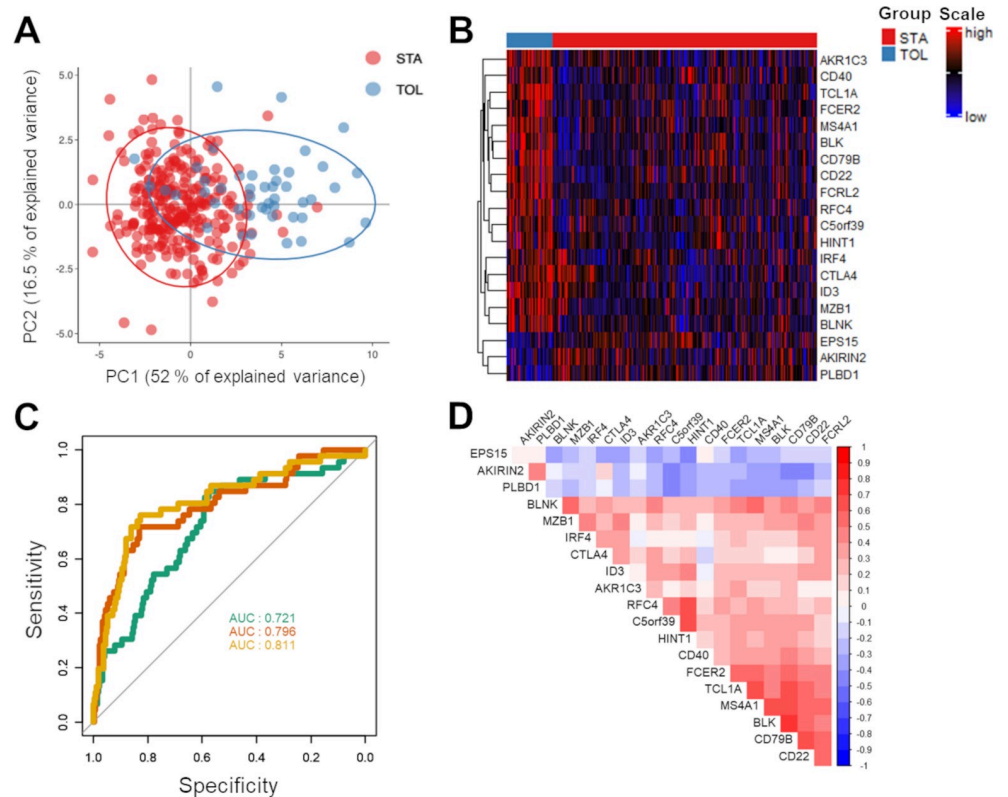 A
STA
TOL
5.0
2.5
0.0
-2.5
-5.0
-5
0
5
10
PC2 (16.5 % of explained variance)
PC1 (52 % of explained variance)
B
Group
STA
TOL
Scale
high
low
AKR1C3
CD40
TCL1A
FCER2
MS4A1
BLK
CD79B
CD22
FCRL2
RFC4
C5orf39
HINT1
IRF4
CTLA4
ID3
MZB1
BLNK
EPS15
AKIRIN2
PLBD1
C
1.0
0.8
0.6
0.4
0.2
0.0
Sensitivity
AUC : 0.721
AUC : 0.796
AUC : 0.811
1.0
0.8
0.6
0.4
0.2
0.0
Specificity
D
AKIRIN2
PLBD1
BLNK
MZB1
IRF4
CTLA4
ID3
AKR1C3
RFC4
C5orf39
HINT1
CD40
FCER2
TCL1A
MS4A1
BLK
CD79B
CD22
FCRL2
EPS15
AKIRIN2
PLBD1
BLNK
MZB1
IRF4
CTLA4
ID3
AKR1C3
RFC4
C5orf39
HINT1
CD40
FCER2
TCL1A
MS4A1
BLK
CD79B
CD22
1
0.9
0.8
0.7
0.6
0.5
0.4
0.3
0.2
0.1
0
-0.1
-0.2
-0.3
-0.4
-0.5
-0.6
-0.7
-0.8
-0.9
-1